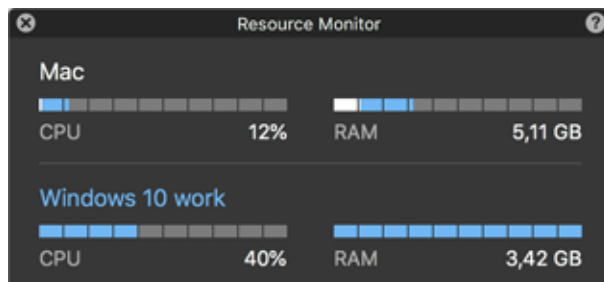 Resource Monitor ?
Mac
CPU 12% RAM 5,11 GB
Windows 10 work
CPU 40% RAM 3,42 GB